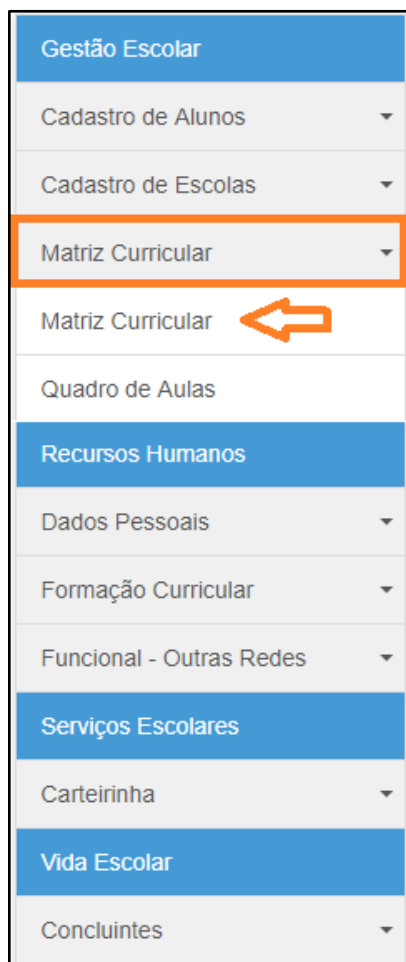 Gestão Escolar
Cadastro de Alunos
Cadastro de Escolas
Matriz Curricular
Matriz Curricular
Quadro de Aulas
Recursos Humanos
Dados Pessoais
Formação Curricular
Funcional - Outras Redes
Serviços Escolares
Carteirinha
Vida Escolar
Concluintes